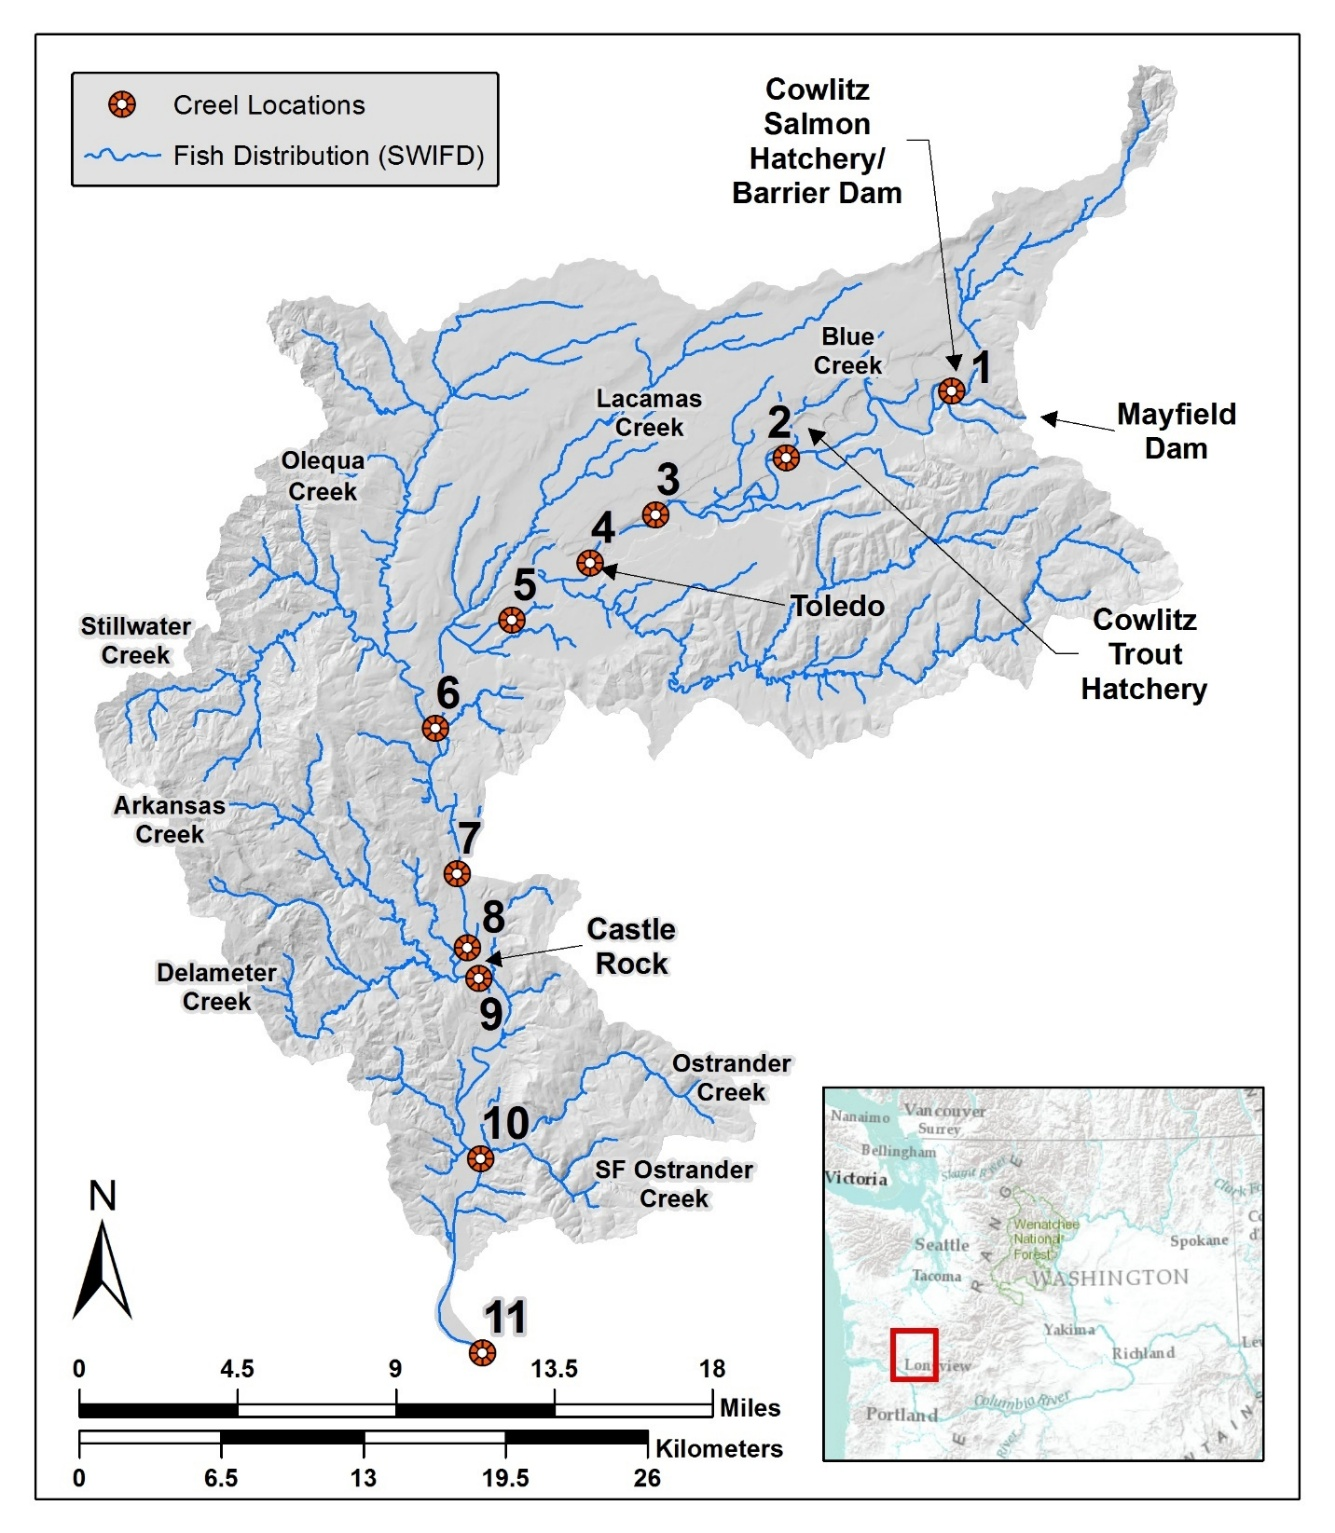 Creel Locations
Fish Distribution (SWIFD)
Cowlitz
Salmon
Hatchery/
Barrier Dam
Blue
Creek
1
Mayfield
Dam
Lacamas
Creek
2
Olequa
Creek
3
4
5
Toledo
Cowlitz
Trout
Hatchery
Stillwater
Creek
6
Arkansas
Creek
7
8
Castle
Rock
Delameter
Creek
9
Ostrander
Creek
10
SF Ostrander
Creek
N
11
0 4.5 9 13.5 18
Miles
Kilometers
0 6.5 13 19.5 26
Nanaimo
Vancouver
Surrey
Bellingham
Victoria
Skagit River
Wenatchee
National
Forest
Seattle
Spokane
Tacoma
WASHINGTON
Yakima
Richland
Longview
Columbia River
Portland
River